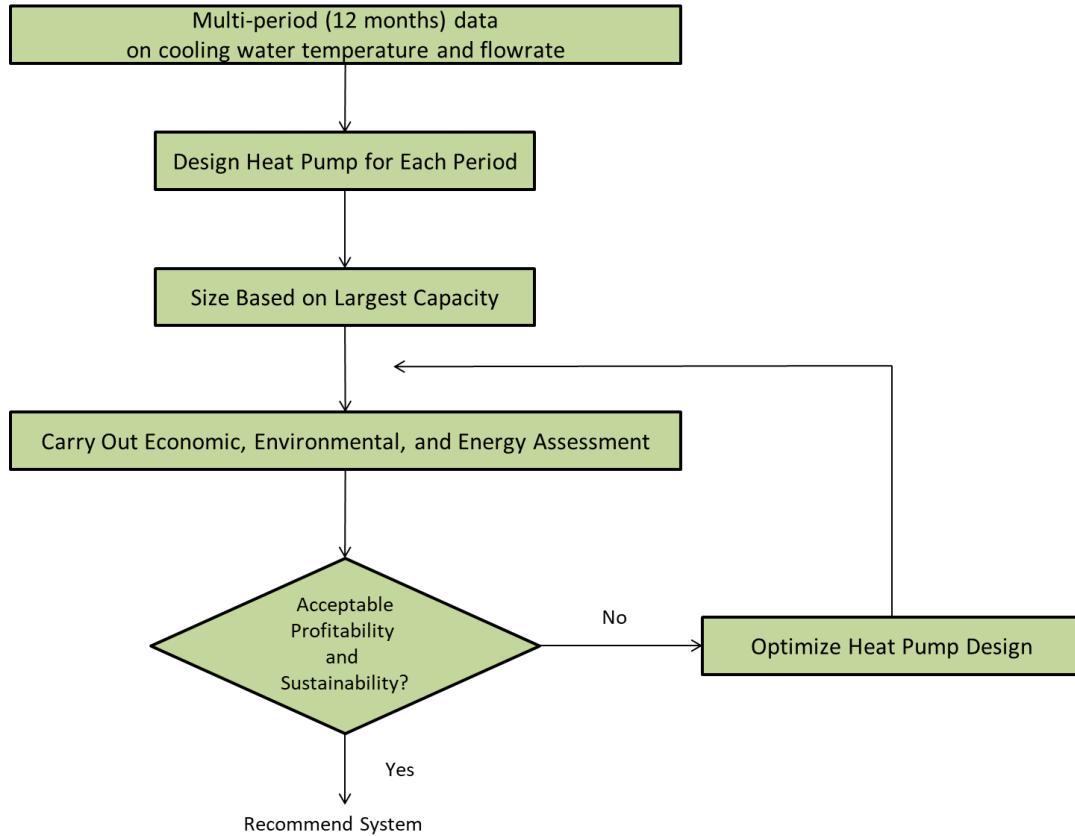 Multi-period (12 months) data
on cooling water temperature and flowrate
Design Heat Pump for Each Period
Size Based on Largest Capacity
Carry Out Economic, Environmental, and Energy Assessment
Acceptable
Profitability
and
Sustainability?
No
Optimize Heat Pump Design
Yes
Recommend System